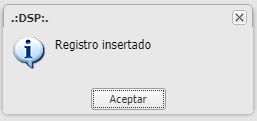 .:DSP:.
Registro insertado
Aceptar